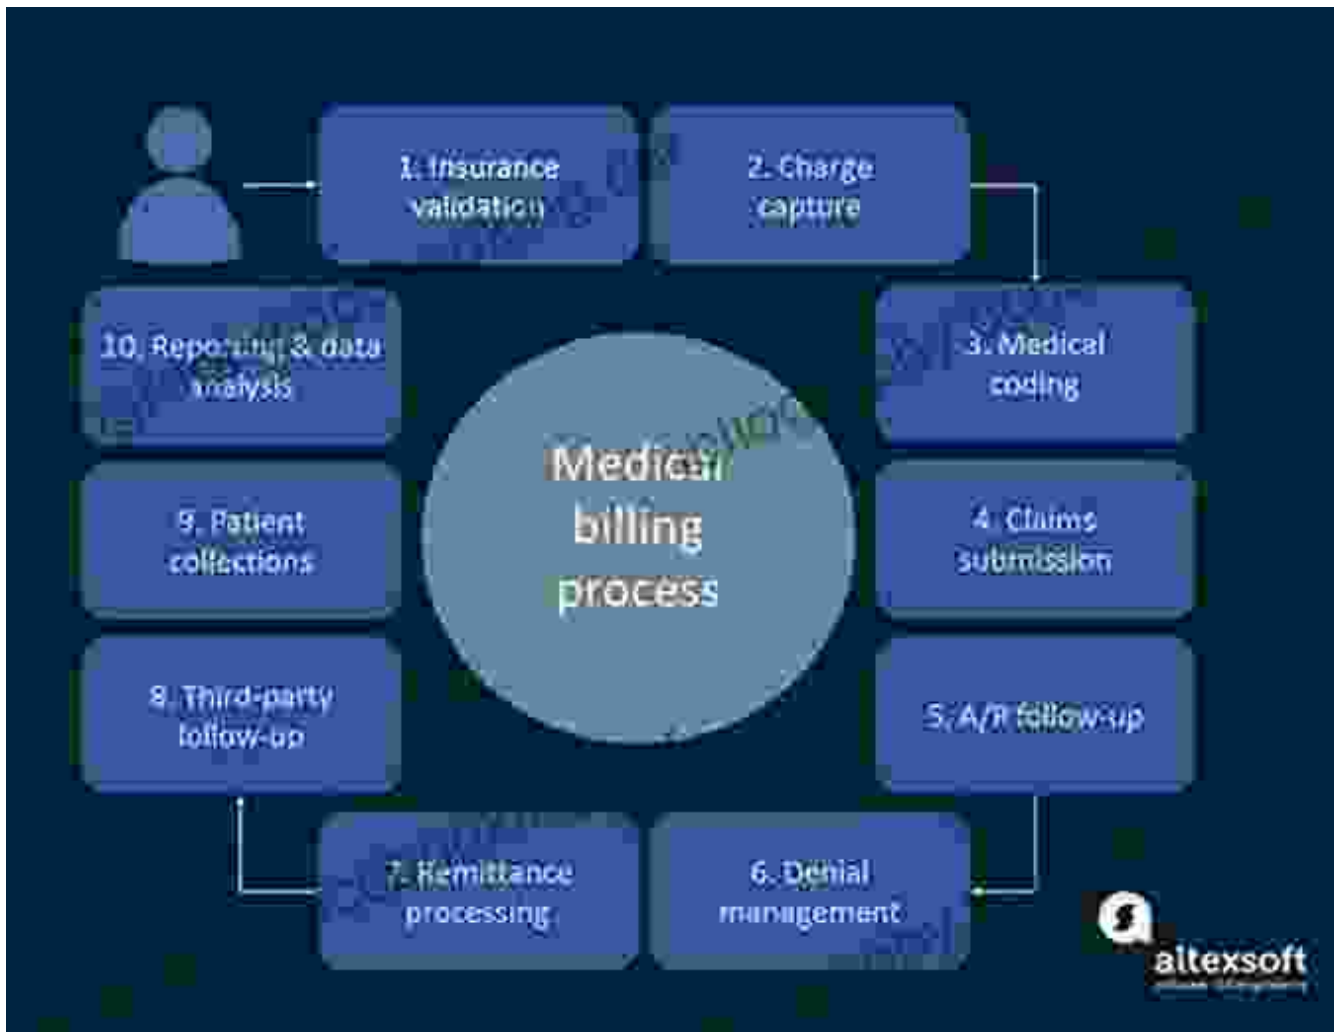 1. Insurance
validation
2. Charge
capture
3. Medical
coding
4. Claims
submission
5. A/R follow-up
6. Denial
management
7. Remittance
processing
8. Third-party
follow-up
9. Patient
collections
10. Reporting & data
analysis
Medical
billing
process
altexsoft